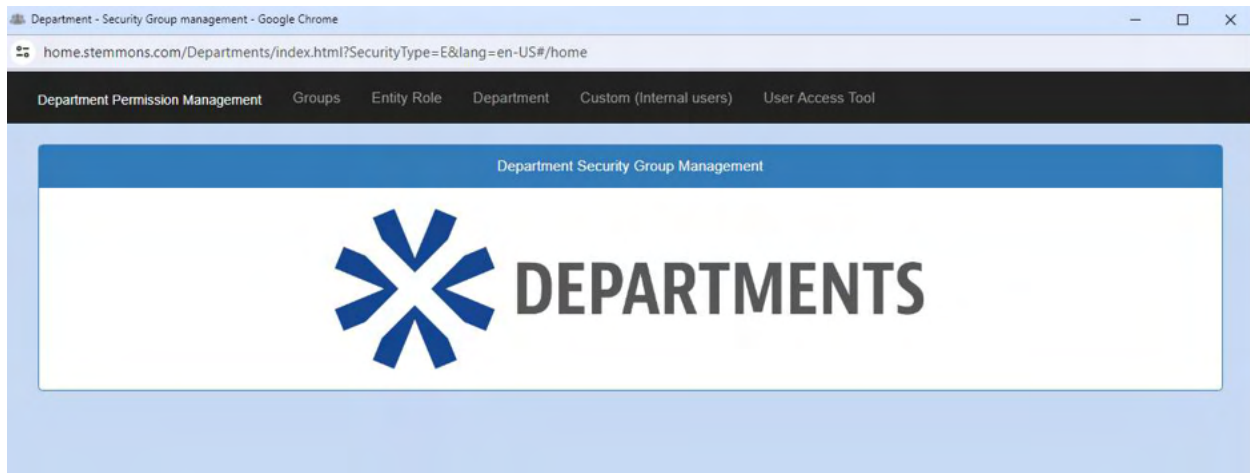 Department - Security Group management - Google Chrome
home.stemmons.com/Departments/index.html?SecurityType=E&lang=en-US#/home
Department Permission Management Groups Entity Role Department Custom (Internal users) User Access Tool
Department Security Group Management
DEPARTMENTS